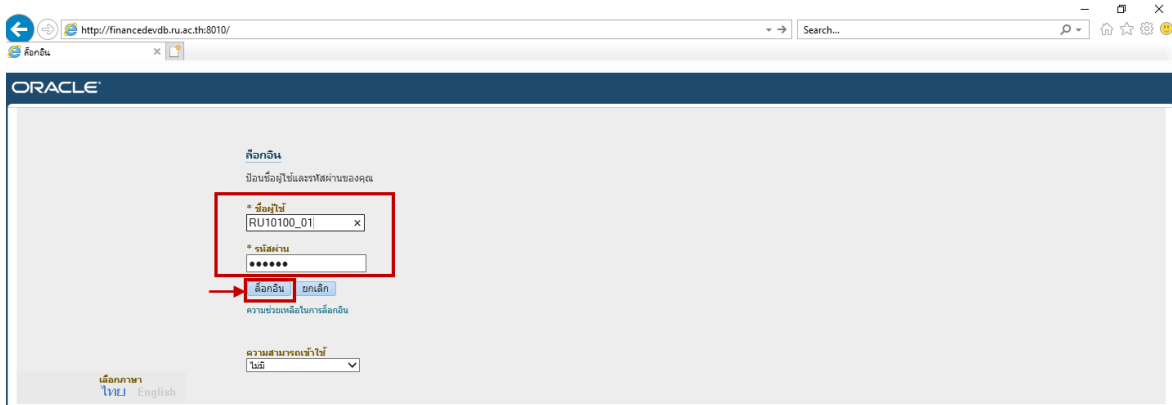 http://financedevdb.ru.ac.th:8010/
Search...
ล็อกอิน
ORACLE
ล็อกอิน
ป้อนชื่อผู้ใช้และรหัสผ่านของคุณ
* ชื่อผู้ใช้
RU10100_01
* รหัสผ่าน
••••••
ล็อกอิน ยกเลิก
ความช่วยเหลือในการล็อกอิน
ความสามารถเข้าใช้
ไม่มี
เลือกภาษา
ไทย English